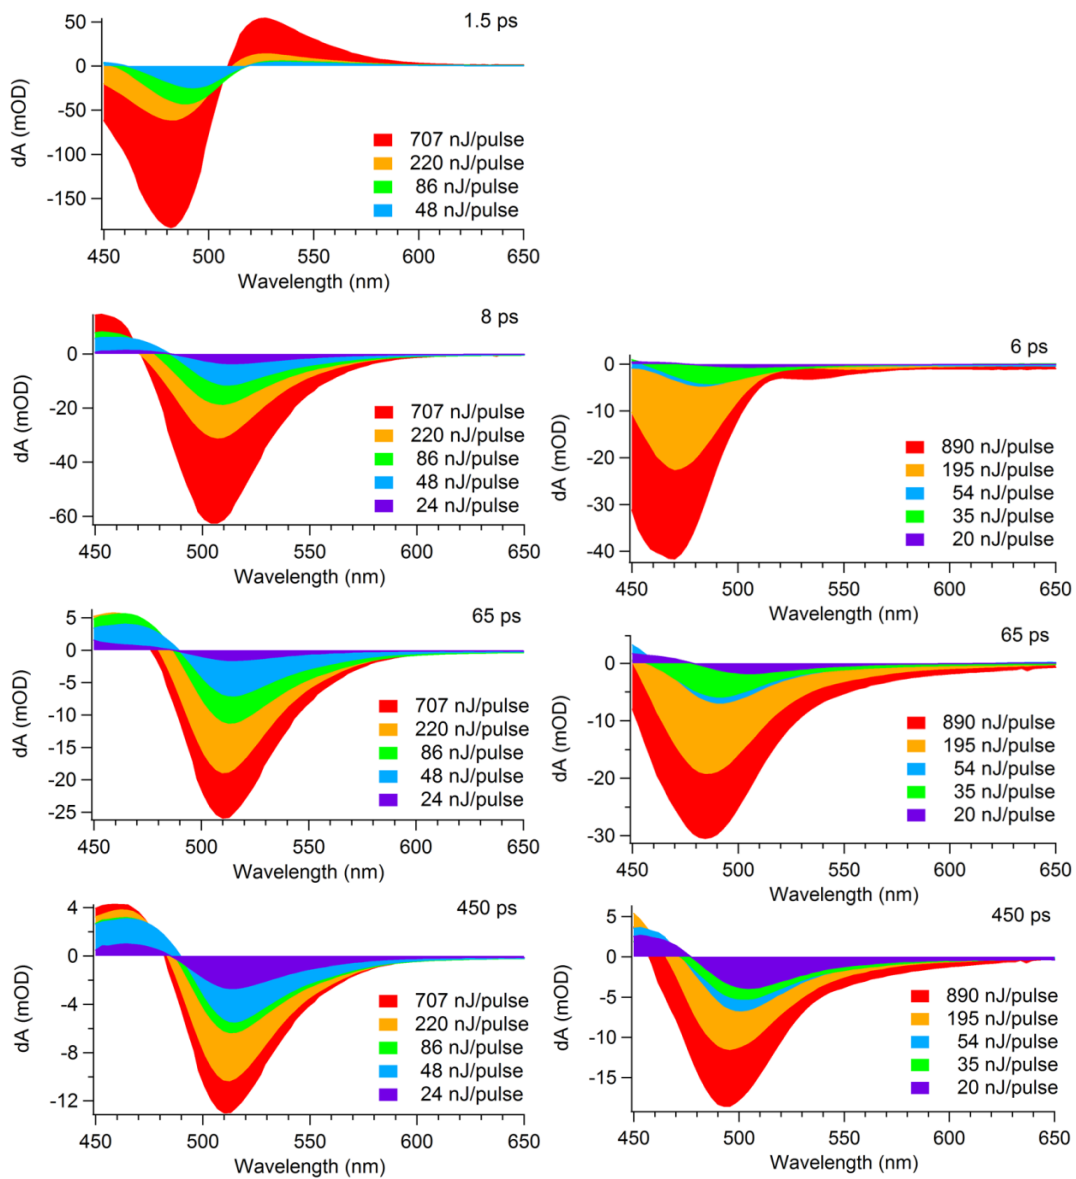 1.5 ps
50
0
-50
-100
-150
dA (mOD)
707 nJ/pulse
220 nJ/pulse
86 nJ/pulse
48 nJ/pulse
450 500 550 600 650
Wavelength (nm)
8 ps
0
-20
-40
-60
dA (mOD)
707 nJ/pulse
220 nJ/pulse
86 nJ/pulse
48 nJ/pulse
24 nJ/pulse
450 500 550 600 650
Wavelength (nm)
6 ps
0
-10
-20
-30
-40
dA (mOD)
890 nJ/pulse
195 nJ/pulse
54 nJ/pulse
35 nJ/pulse
20 nJ/pulse
450 500 550 600 650
Wavelength (nm)
65 ps
5
0
-5
-10
-15
-20
-25
dA (mOD)
707 nJ/pulse
220 nJ/pulse
86 nJ/pulse
48 nJ/pulse
24 nJ/pulse
450 500 550 600 650
Wavelength (nm)
65 ps
0
-10
-20
-30
dA (mOD)
890 nJ/pulse
195 nJ/pulse
54 nJ/pulse
35 nJ/pulse
20 nJ/pulse
450 500 550 600 650
Wavelength (nm)
450 ps
4
0
-4
-8
-12
dA (mOD)
707 nJ/pulse
220 nJ/pulse
86 nJ/pulse
48 nJ/pulse
24 nJ/pulse
450 500 550 600 650
Wavelength (nm)
450 ps
5
0
-5
-10
-15
dA (mOD)
890 nJ/pulse
195 nJ/pulse
54 nJ/pulse
35 nJ/pulse
20 nJ/pulse
450 500 550 600 650
Wavelength (nm)